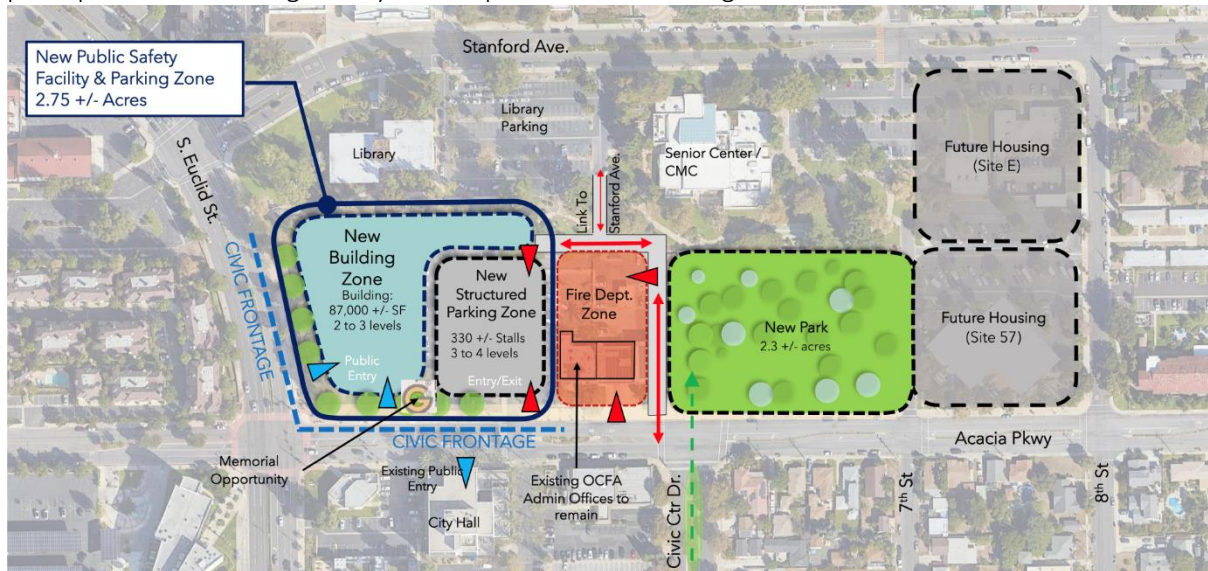 Stanford Ave.
New Public Safety
Facility & Parking Zone
2.75 +/- Acres
S. Euclid St.
Library
Library
Parking
Link To
Stanford Ave.
Senior Center /
CMC
Future Housing
(Site E)
CIVIC FRONTAGE
New
Building
Zone
Building:
87,000 +/- SF
2 to 3 levels
Public
Entry
New
Structured
Parking Zone
330 +/- Stalls
3 to 4 levels
Entry/Exit
Fire Dept.
Zone
New Park
2.3 +/- acres
Future Housing
(Site 57)
G
CIVIC FRONTAGE
Acacia Pkwy
Memorial
Opportunity
Existing Public
Entry
City Hall
Existing OCFA
Admin Offices to
remain
Civic Ctr Dr.
7th St
8th St